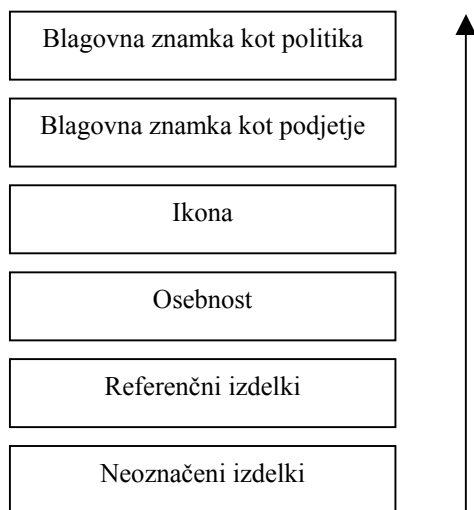 Blagovna znamka kot politika
Blagovna znamka kot podjetje
Ikona
Osebnost
Referenčni izdelki
Neoznačeni izdelki